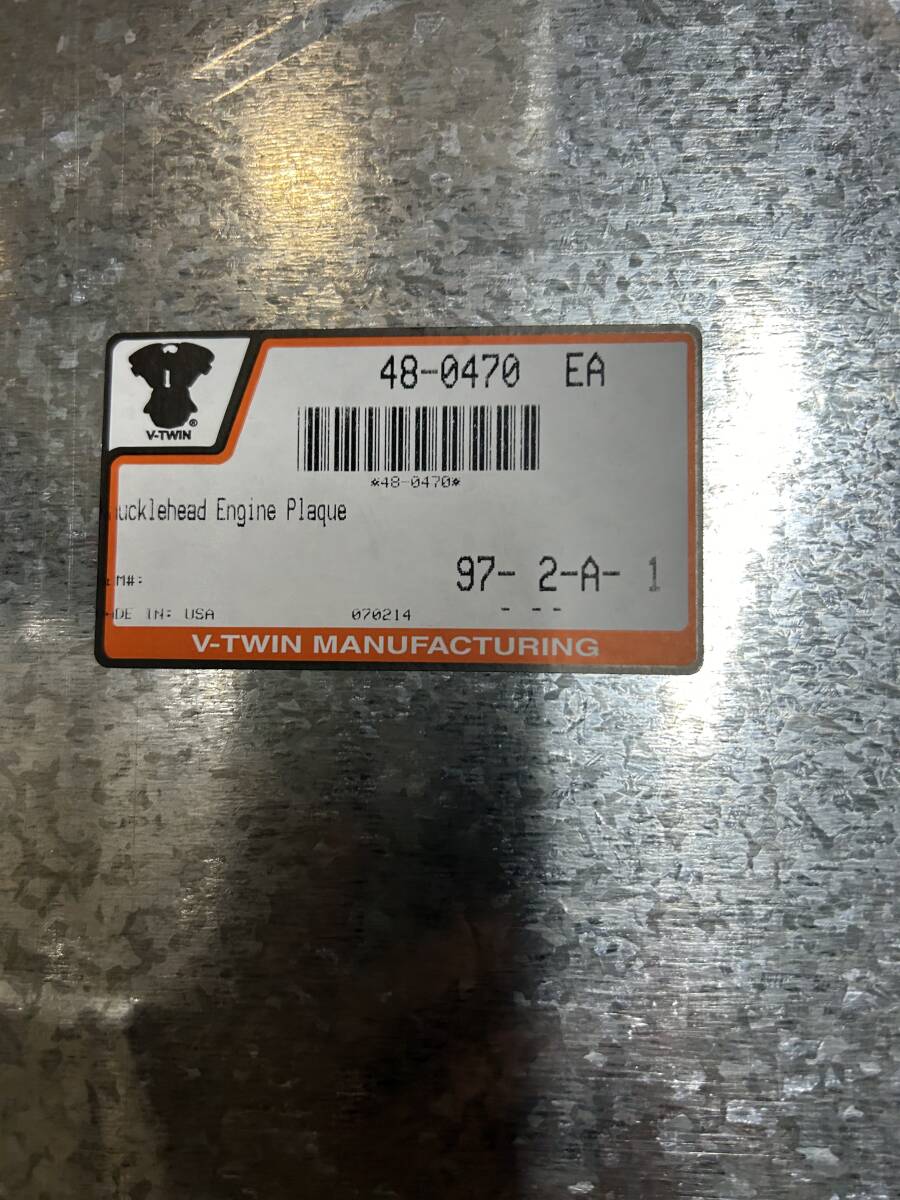 48-0470 EA
V-TWIN®
*48-0470*
ucklehead Engine Plaque
M#:
97- 2-A- 1
DE IN: USA 070214 - --
V-TWIN MANUFACTURING